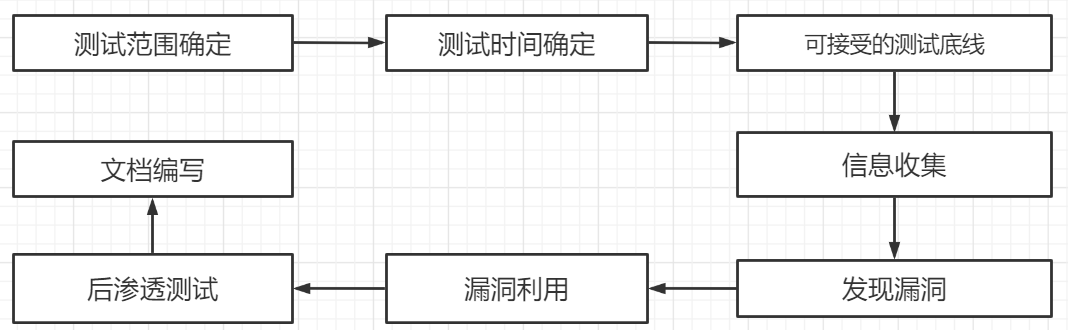 测试范围确定
测试时间确定
可接受的测试底线
信息收集
发现漏洞
漏洞利用
后渗透测试
文档编写